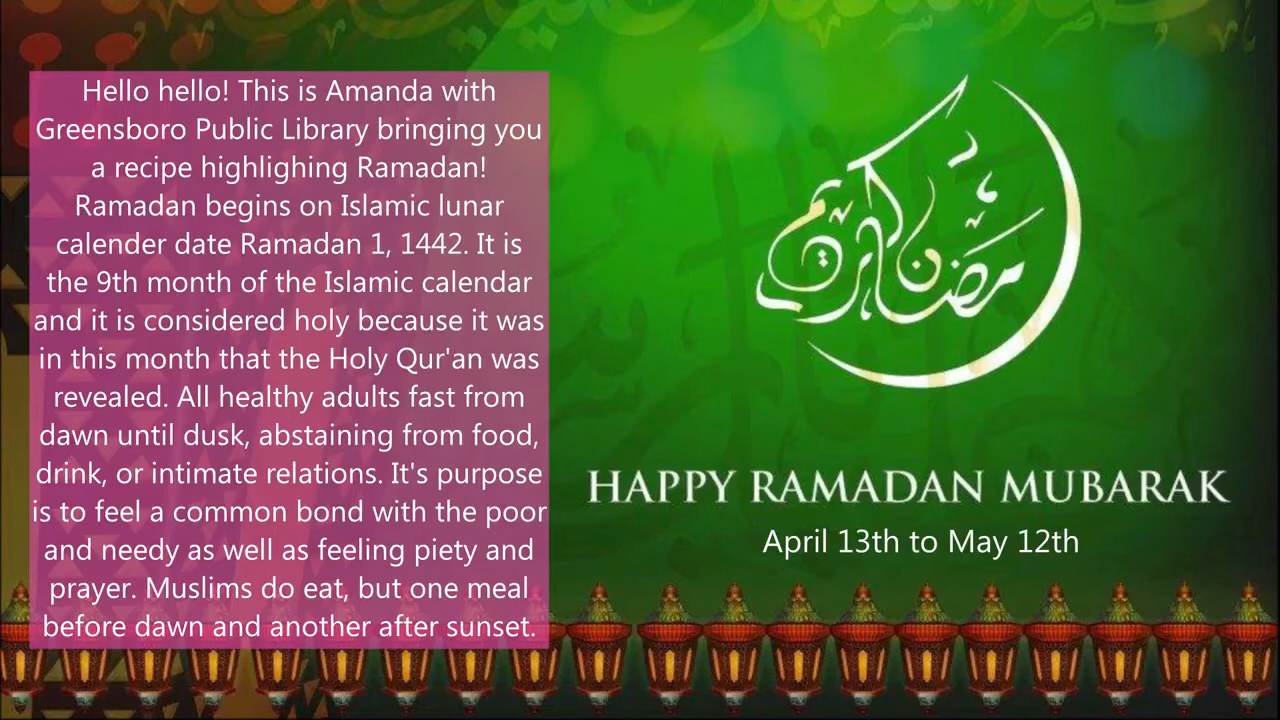 Hello hello! This is Amanda with
Greensboro Public Library bringing you
a recipe highlighing Ramadan!
Ramadan begins on Islamic lunar
calender date Ramadan 1, 1442. It is
the 9th month of the Islamic calendar
and it is considered holy because it was
in this month that the Holy Qur'an was
revealed. All healthy adults fast from
dawn until dusk, abstaining from food,
drink, or intimate relations. It's purpose
is to feel a common bond with the poor
and needy as well as feeling piety and
prayer. Muslims do eat, but one meal
before dawn and another after sunset.
رمضان
كريم
HAPPY RAMADAN MUBARAK
April 13th to May 12th